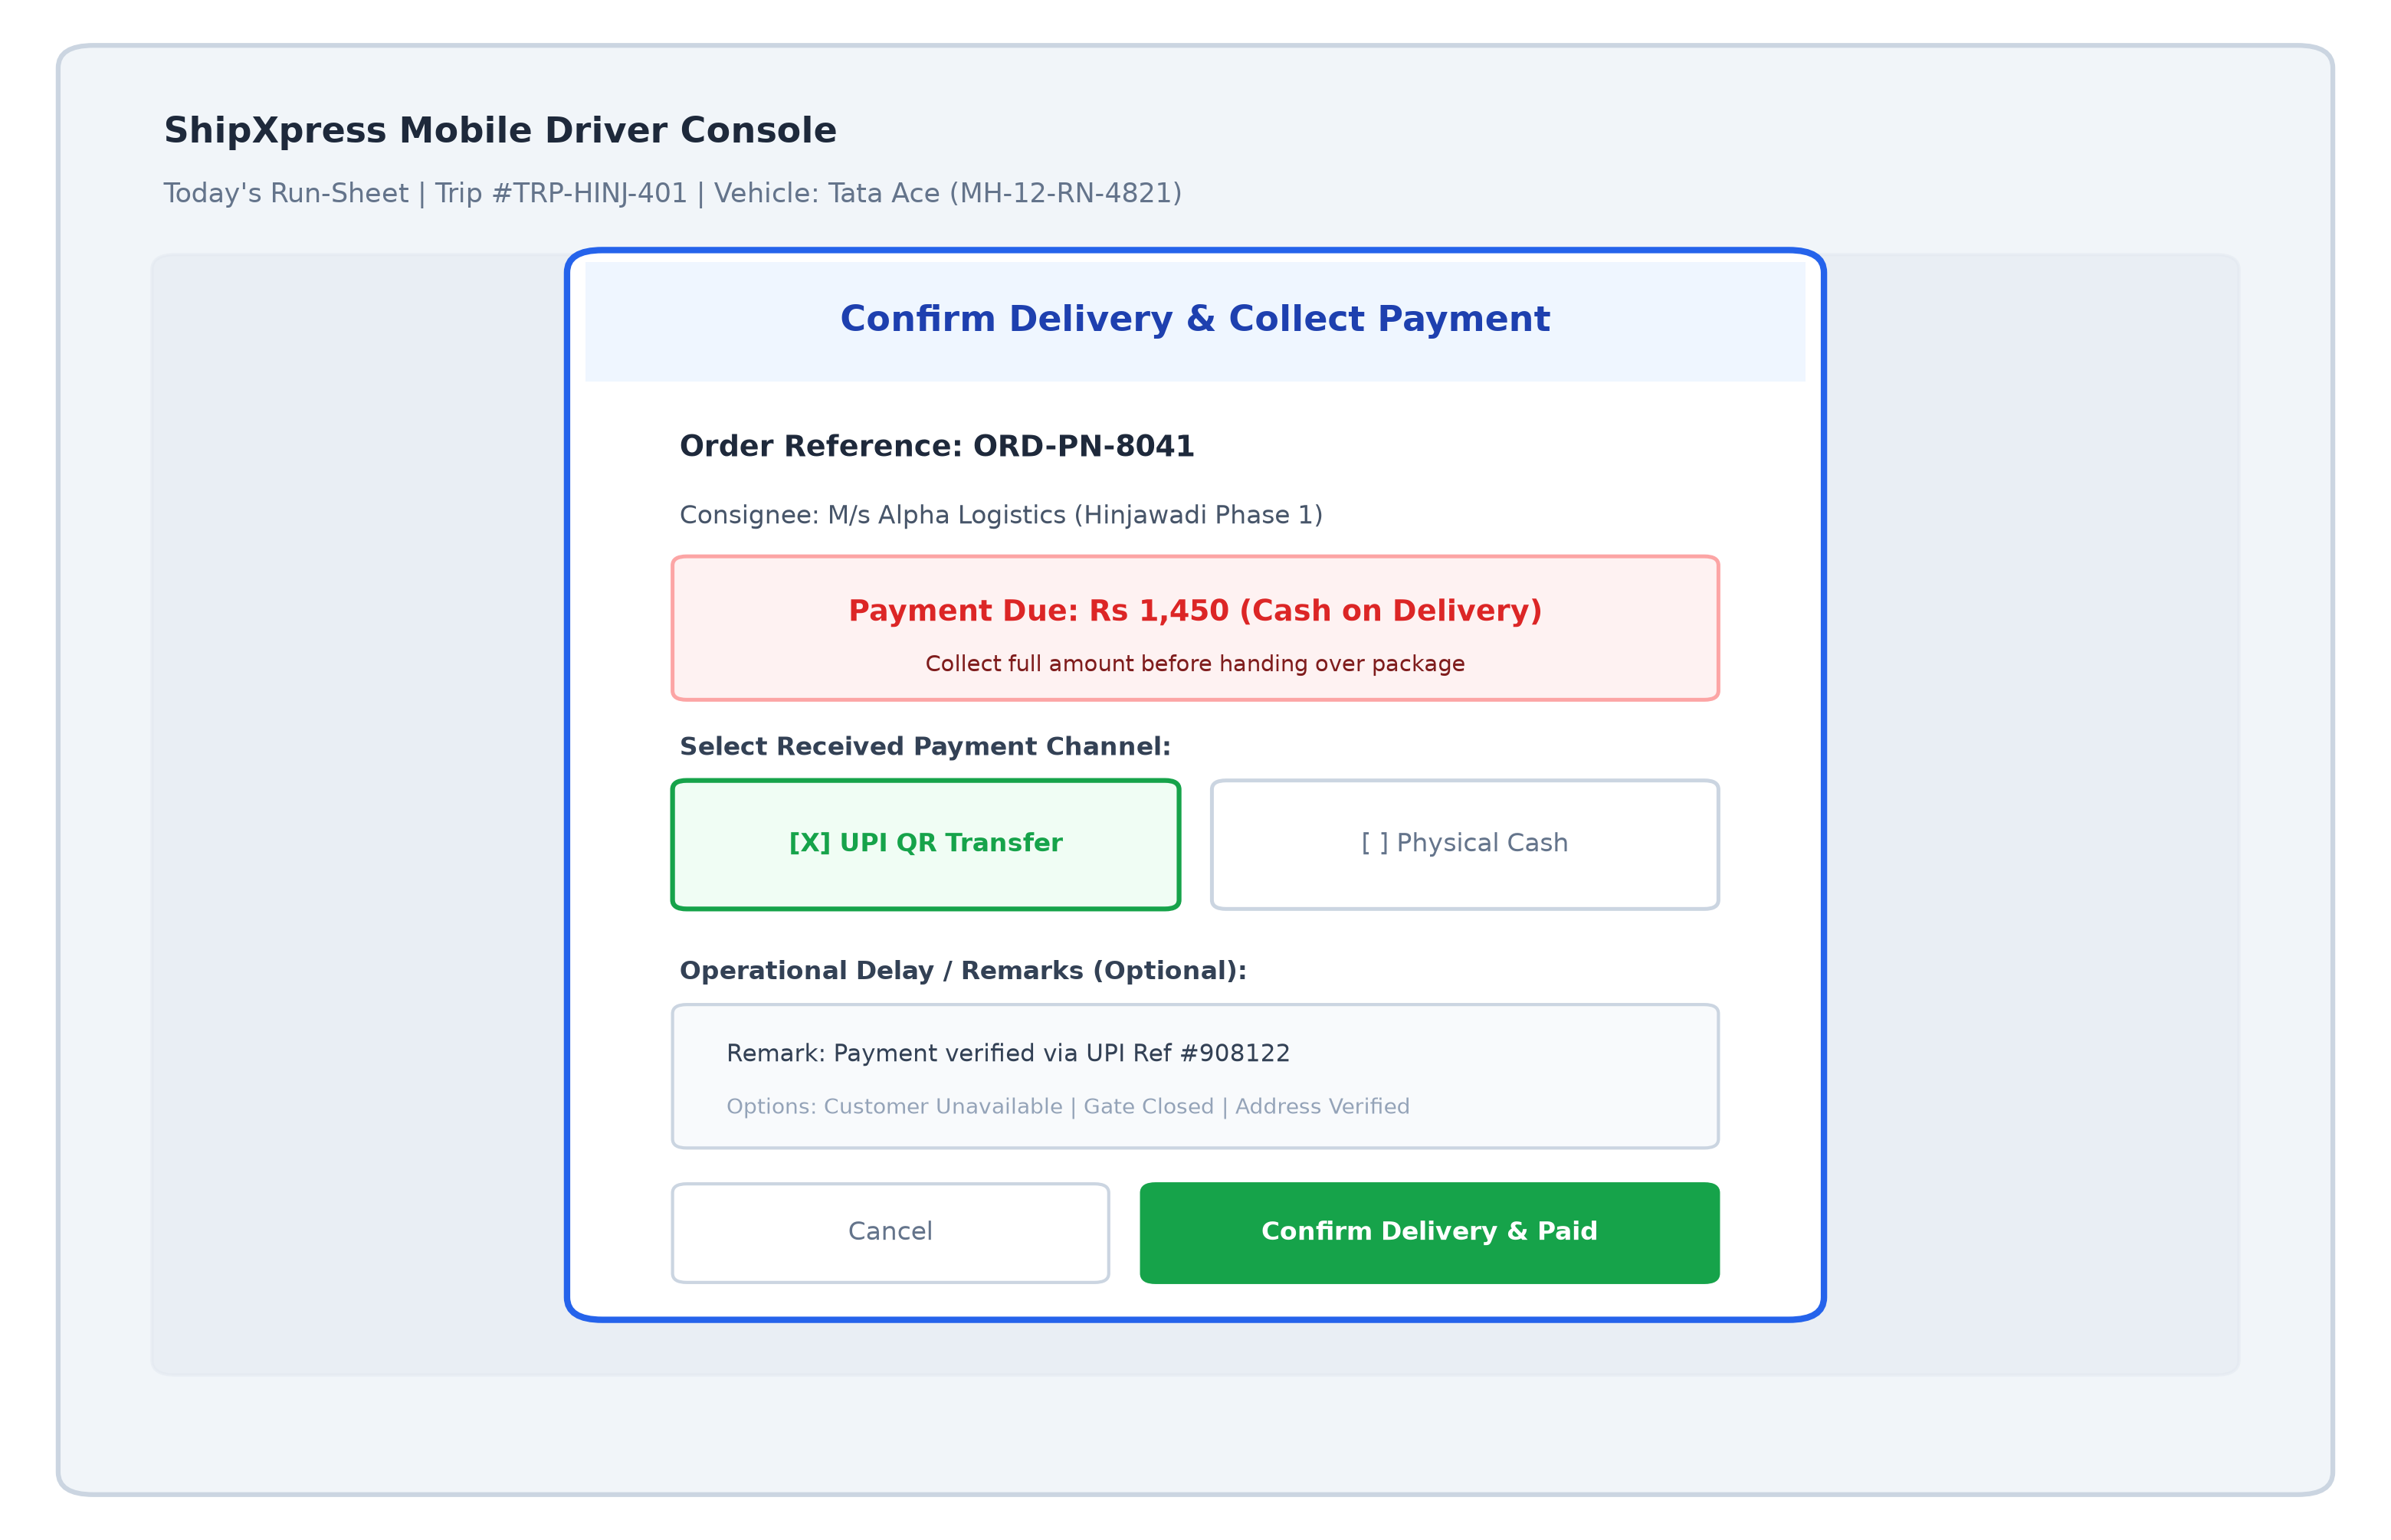 ShipXpress Mobile Driver Console
Today's Run-Sheet | Trip #TRP-HINJ-401 | Vehicle: Tata Ace (MH-12-RN-4821)
Confirm Delivery & Collect Payment
Order Reference: ORD-PN-8041
Consignee: M/s Alpha Logistics (Hinjawadi Phase 1)
Payment Due: Rs 1,450 (Cash on Delivery)
Collect full amount before handing over package
Select Received Payment Channel:
[X] UPI QR Transfer
[ ] Physical Cash
Operational Delay / Remarks (Optional):
Remark: Payment verified via UPI Ref #908122
Options: Customer Unavailable | Gate Closed | Address Verified
Cancel
Confirm Delivery & Paid